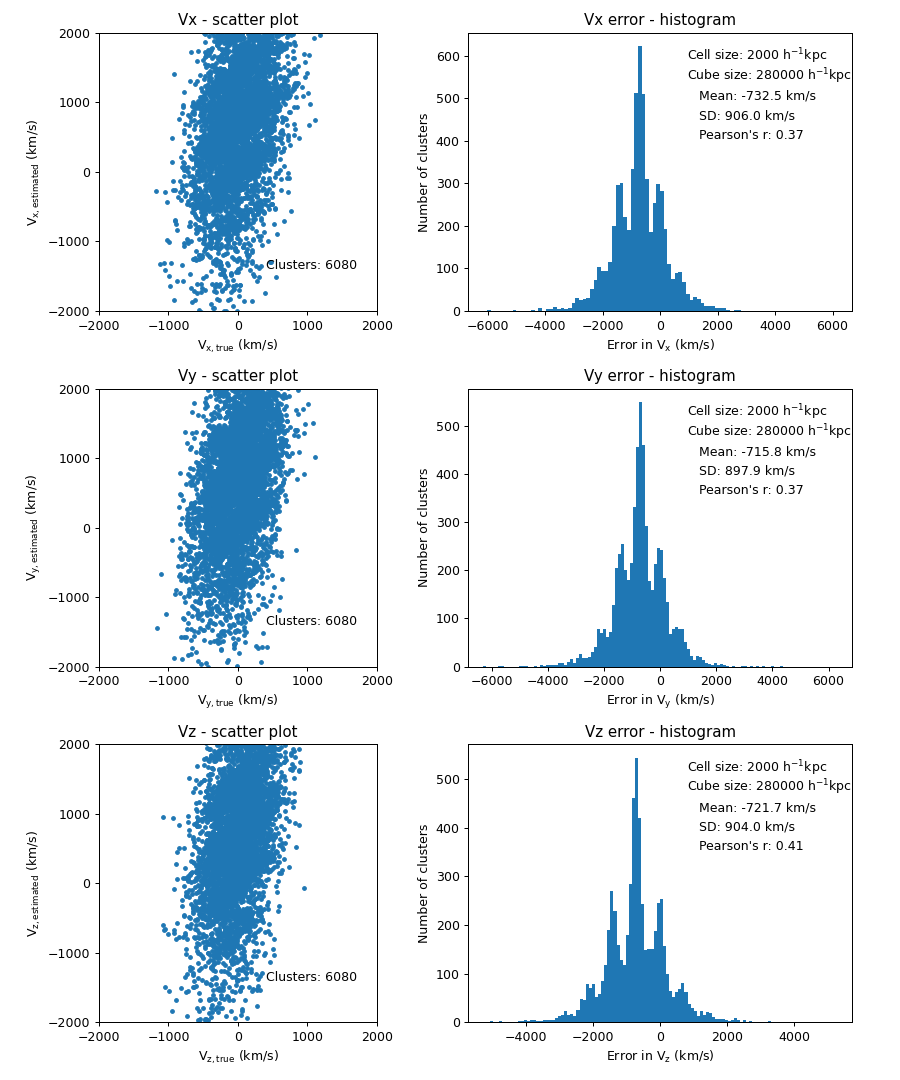 Vx - scatter plot
2000
1000
0
−1000
−2000
−2000 −1000 0 1000 2000
V_x, estimated (km/s)
V_x, true (km/s)
Clusters: 6080
Vx error - histogram
600
500
400
300
200
100
0
−6000 −4000 −2000 0 2000 4000 6000
Number of clusters
Error in V_x (km/s)
Cell size: 2000 h⁻¹kpc
Cube size: 280000 h⁻¹kpc
Mean: -732.5 km/s
SD: 906.0 km/s
Pearson's r: 0.37
Vy - scatter plot
2000
1000
0
−1000
−2000
−2000 −1000 0 1000 2000
V_y, estimated (km/s)
V_y, true (km/s)
Clusters: 6080
Vy error - histogram
500
400
300
200
100
0
−6000 −4000 −2000 0 2000 4000 6000
Number of clusters
Error in V_y (km/s)
Cell size: 2000 h⁻¹kpc
Cube size: 280000 h⁻¹kpc
Mean: -715.8 km/s
SD: 897.9 km/s
Pearson's r: 0.37
Vz - scatter plot
2000
1000
0
−1000
−2000
−2000 −1000 0 1000 2000
V_z, estimated (km/s)
V_z, true (km/s)
Clusters: 6080
Vz error - histogram
500
400
300
200
100
0
−4000 −2000 0 2000 4000
Number of clusters
Error in V_z (km/s)
Cell size: 2000 h⁻¹kpc
Cube size: 280000 h⁻¹kpc
Mean: -721.7 km/s
SD: 904.0 km/s
Pearson's r: 0.41